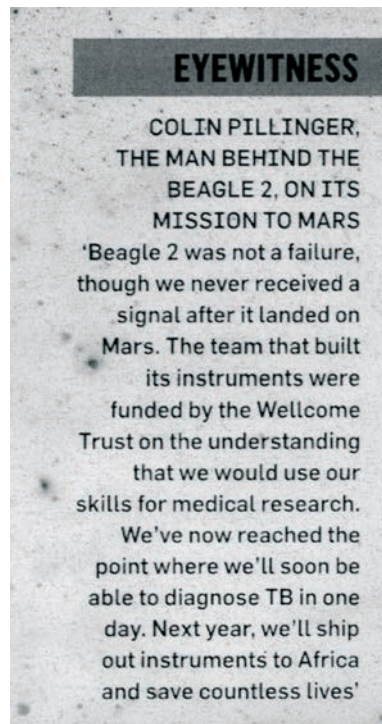 EYEWITNESS
COLIN PILLINGER,
THE MAN BEHIND THE
BEAGLE 2, ON ITS
MISSION TO MARS
‘Beagle 2 was not a failure,
though we never received a
signal after it landed on
Mars. The team that built
its instruments were
funded by the Wellcome
Trust on the understanding
that we would use our
skills for medical research.
We’ve now reached the
point where we’ll soon be
able to diagnose TB in one
day. Next year, we’ll ship
out instruments to Africa
and save countless lives’